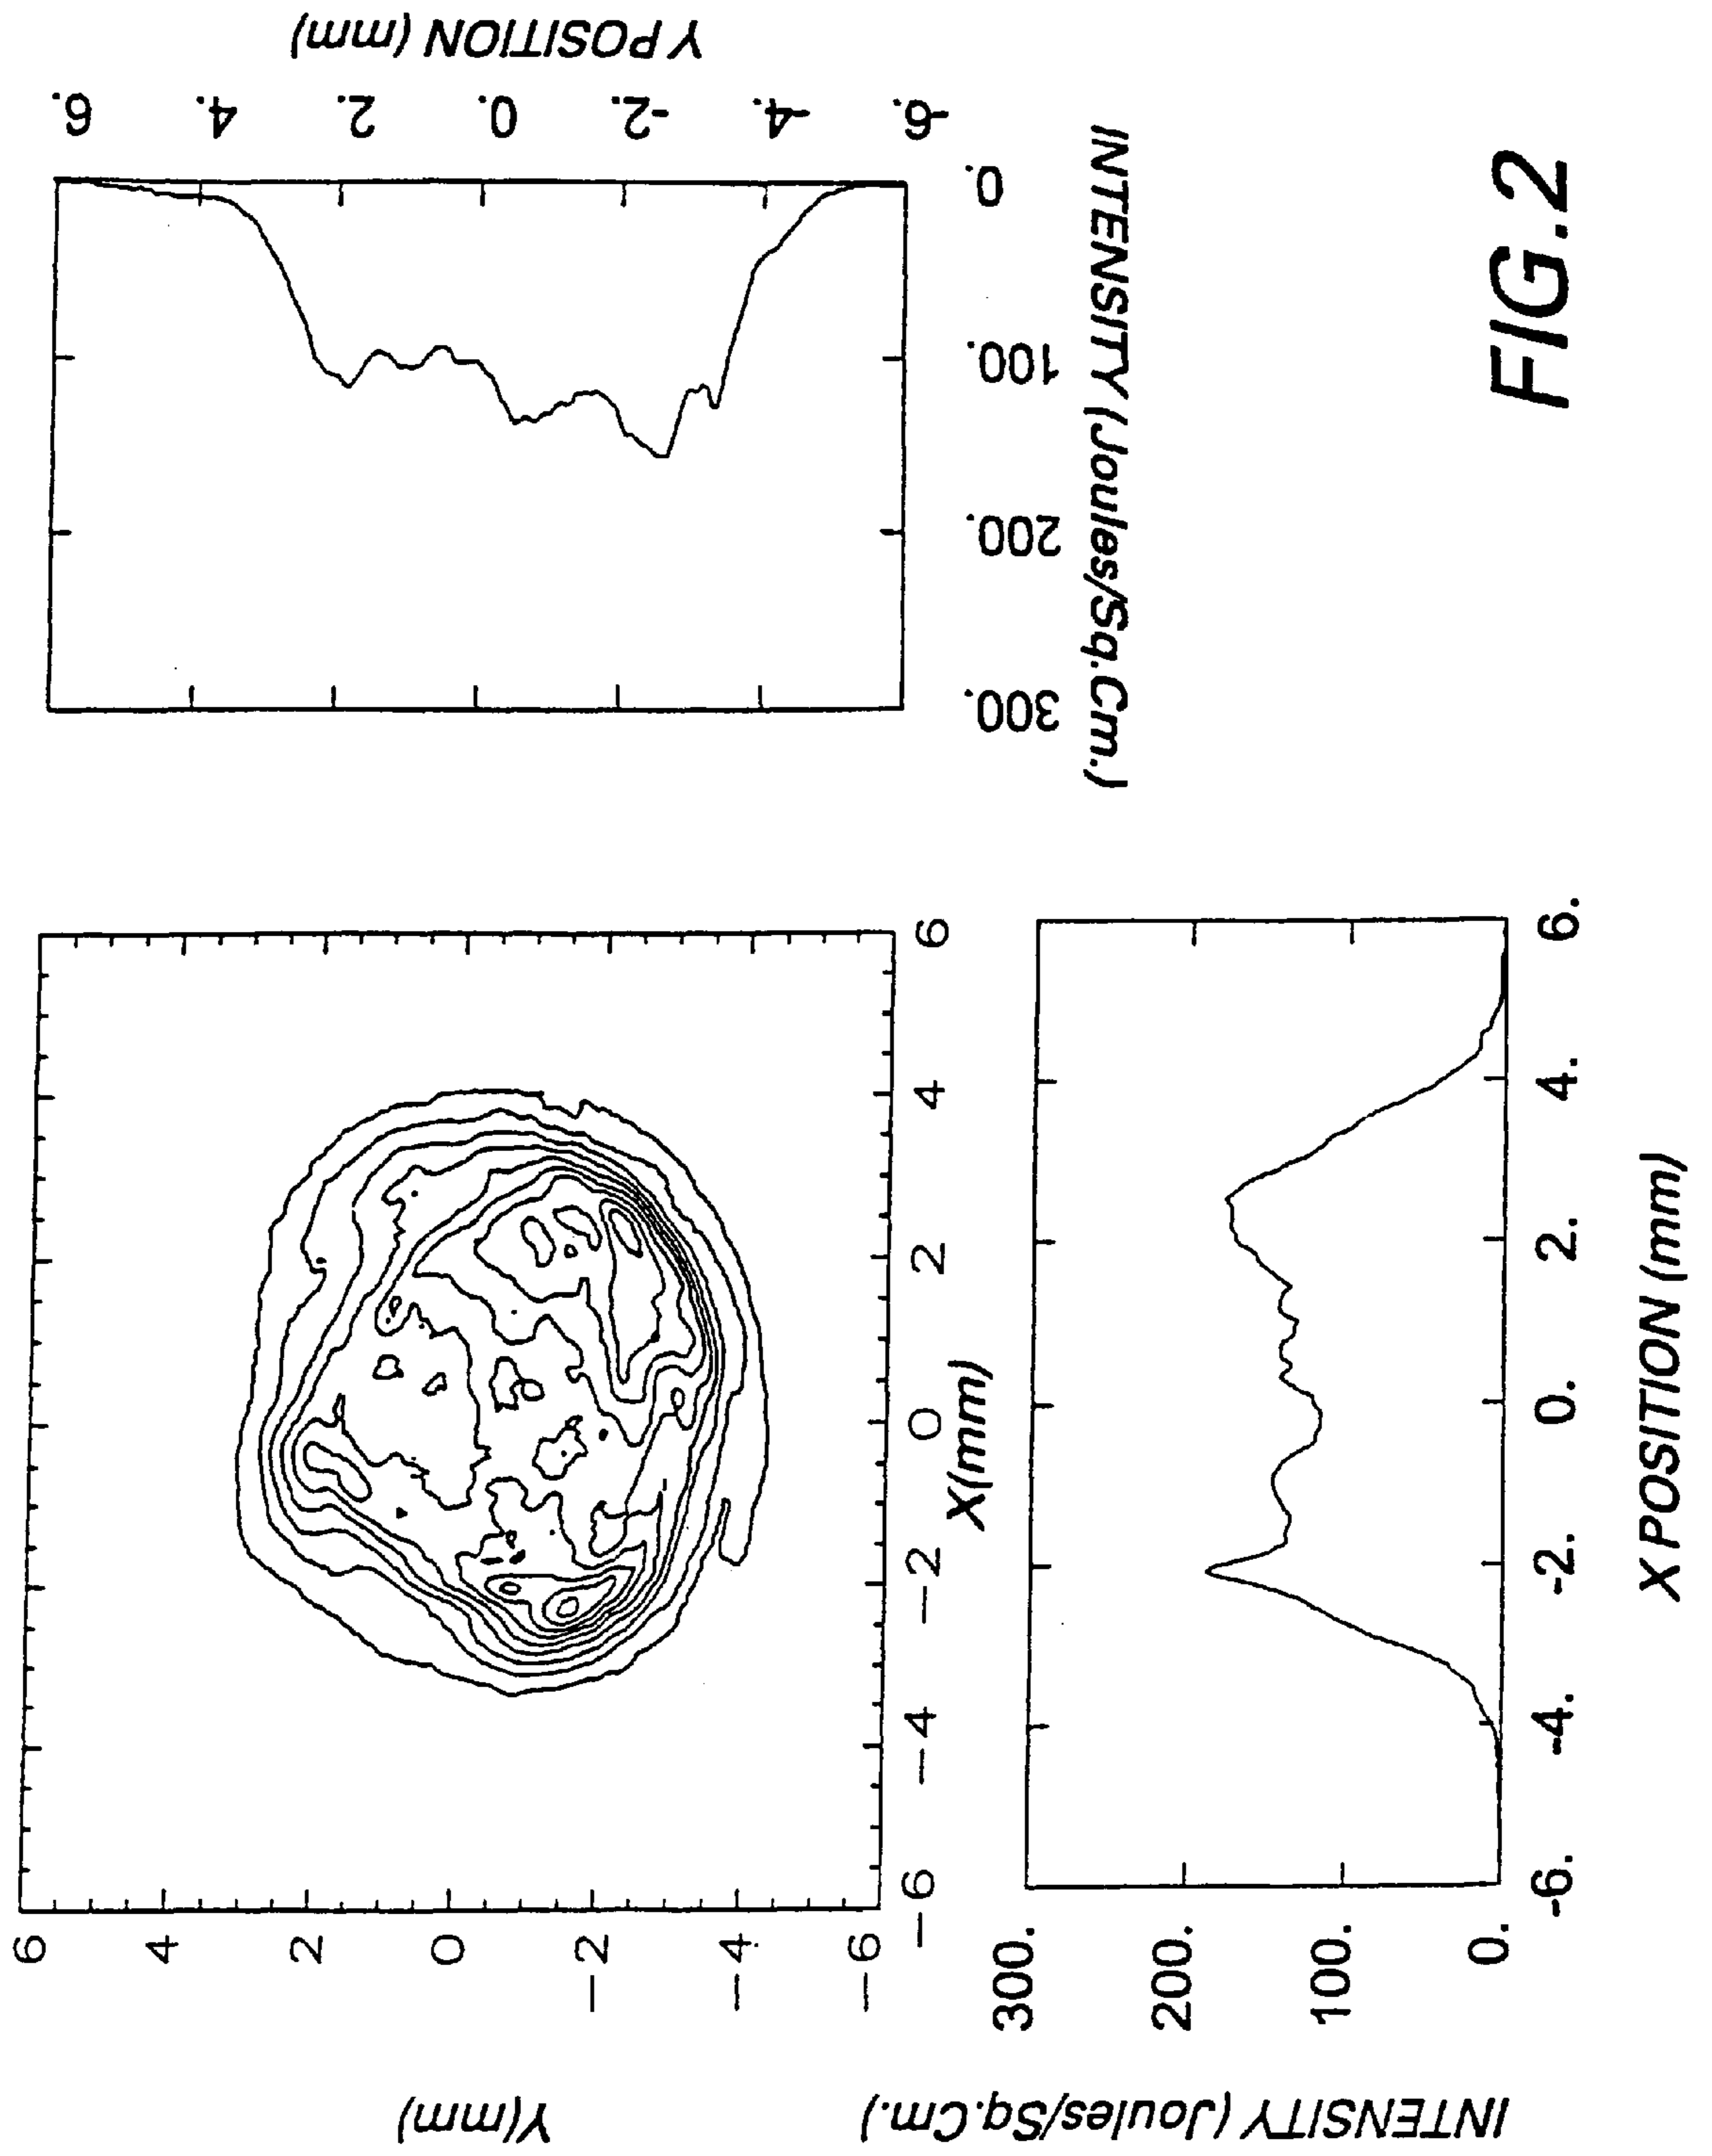 Y(mm)
6
4
2
0
−2
−4
−6
−6 −4 −2 0 2 4 6
X(mm)
6.
4.
2.
0.
-2.
-4.
-6.
Y POSITION (mm)
300. 200. 100. 0.
INTENSITY (Joules/Sq.Cm.)
INTENSITY (Joules/Sq.Cm.)
300.
200.
100.
0.
-6. -4. -2. 0. 2. 4. 6.
X POSITION (mm)
FIG.2